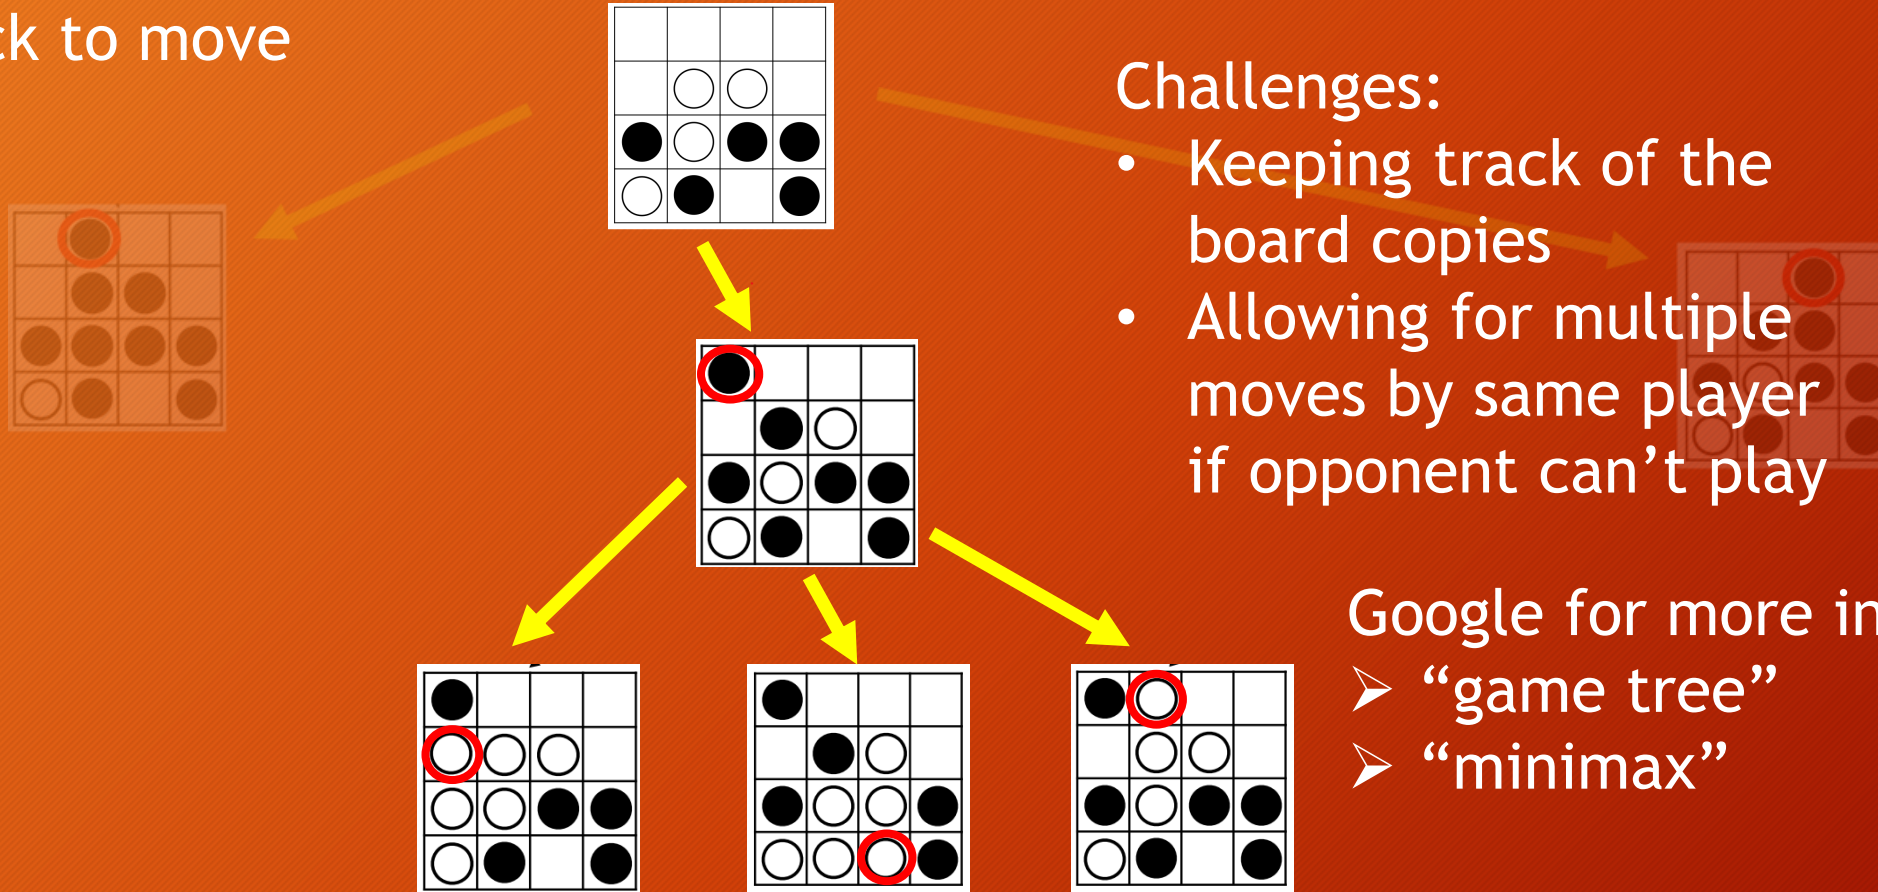 ck to move
Challenges:
• Keeping track of the
board copies
• Allowing for multiple
moves by same player
if opponent can’t play
Google for more in
➢ “game tree”
➢ “minimax”